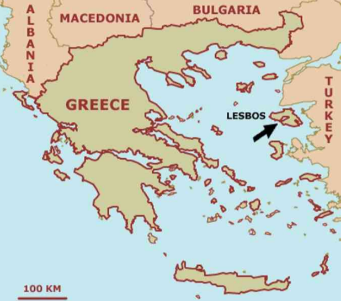 BULGARIA
MACEDONIA
ALBANIA
GREECE
TURKEY
LESBOS
100 KM